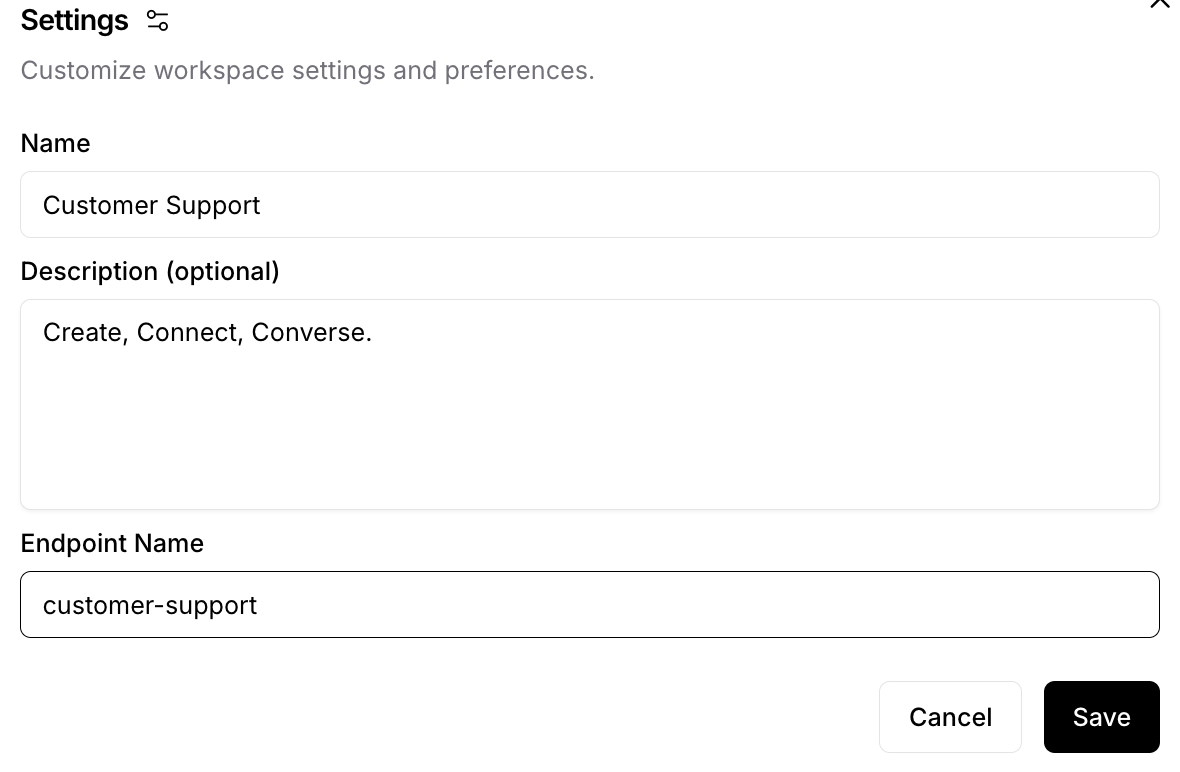 Settings
Customize workspace settings and preferences.
Name
Customer Support
Description (optional)
Create, Connect, Converse.
Endpoint Name
customer-support
Cancel
Save